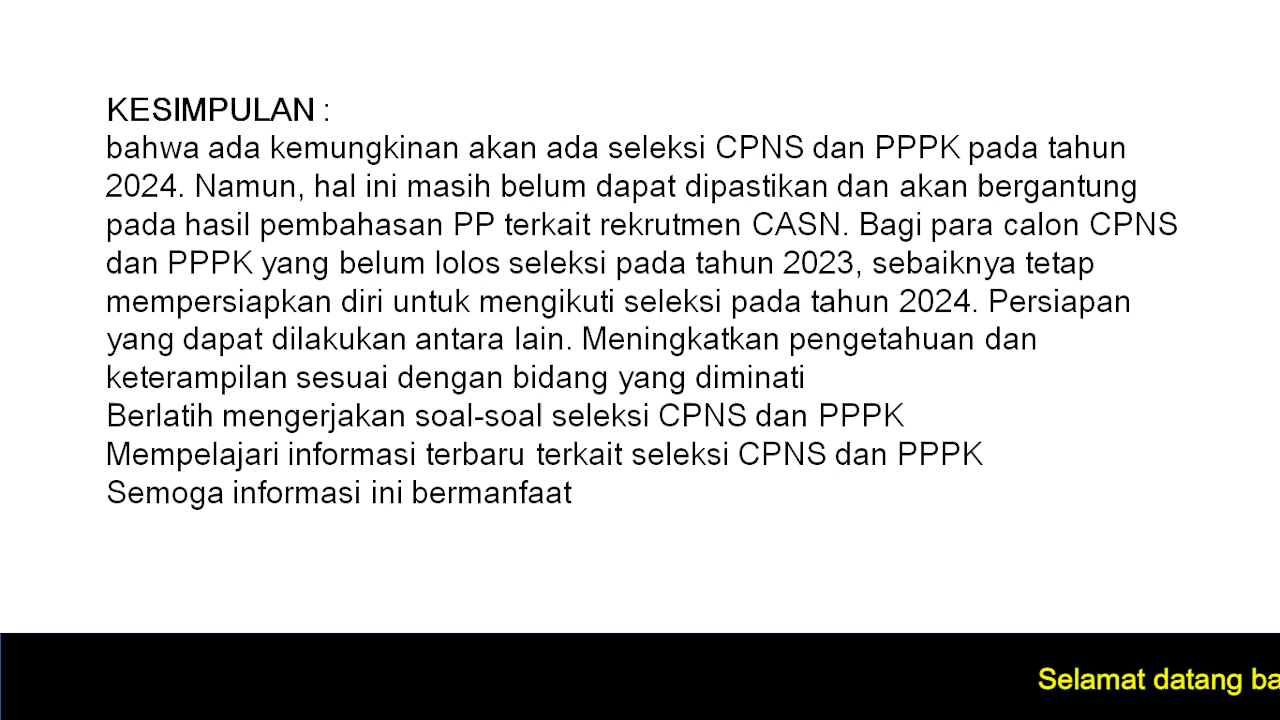 KESIMPULAN :
bahwa ada kemungkinan akan ada seleksi CPNS dan PPPK pada tahun
2024. Namun, hal ini masih belum dapat dipastikan dan akan bergantung
pada hasil pembahasan PP terkait rekrutmen CASN. Bagi para calon CPNS
dan PPPK yang belum lolos seleksi pada tahun 2023, sebaiknya tetap
mempersiapkan diri untuk mengikuti seleksi pada tahun 2024. Persiapan
yang dapat dilakukan antara lain. Meningkatkan pengetahuan dan
keterampilan sesuai dengan bidang yang diminati
Berlatih mengerjakan soal-soal seleksi CPNS dan PPPK
Mempelajari informasi terbaru terkait seleksi CPNS dan PPPK
Semoga informasi ini bermanfaat
Selamat datang